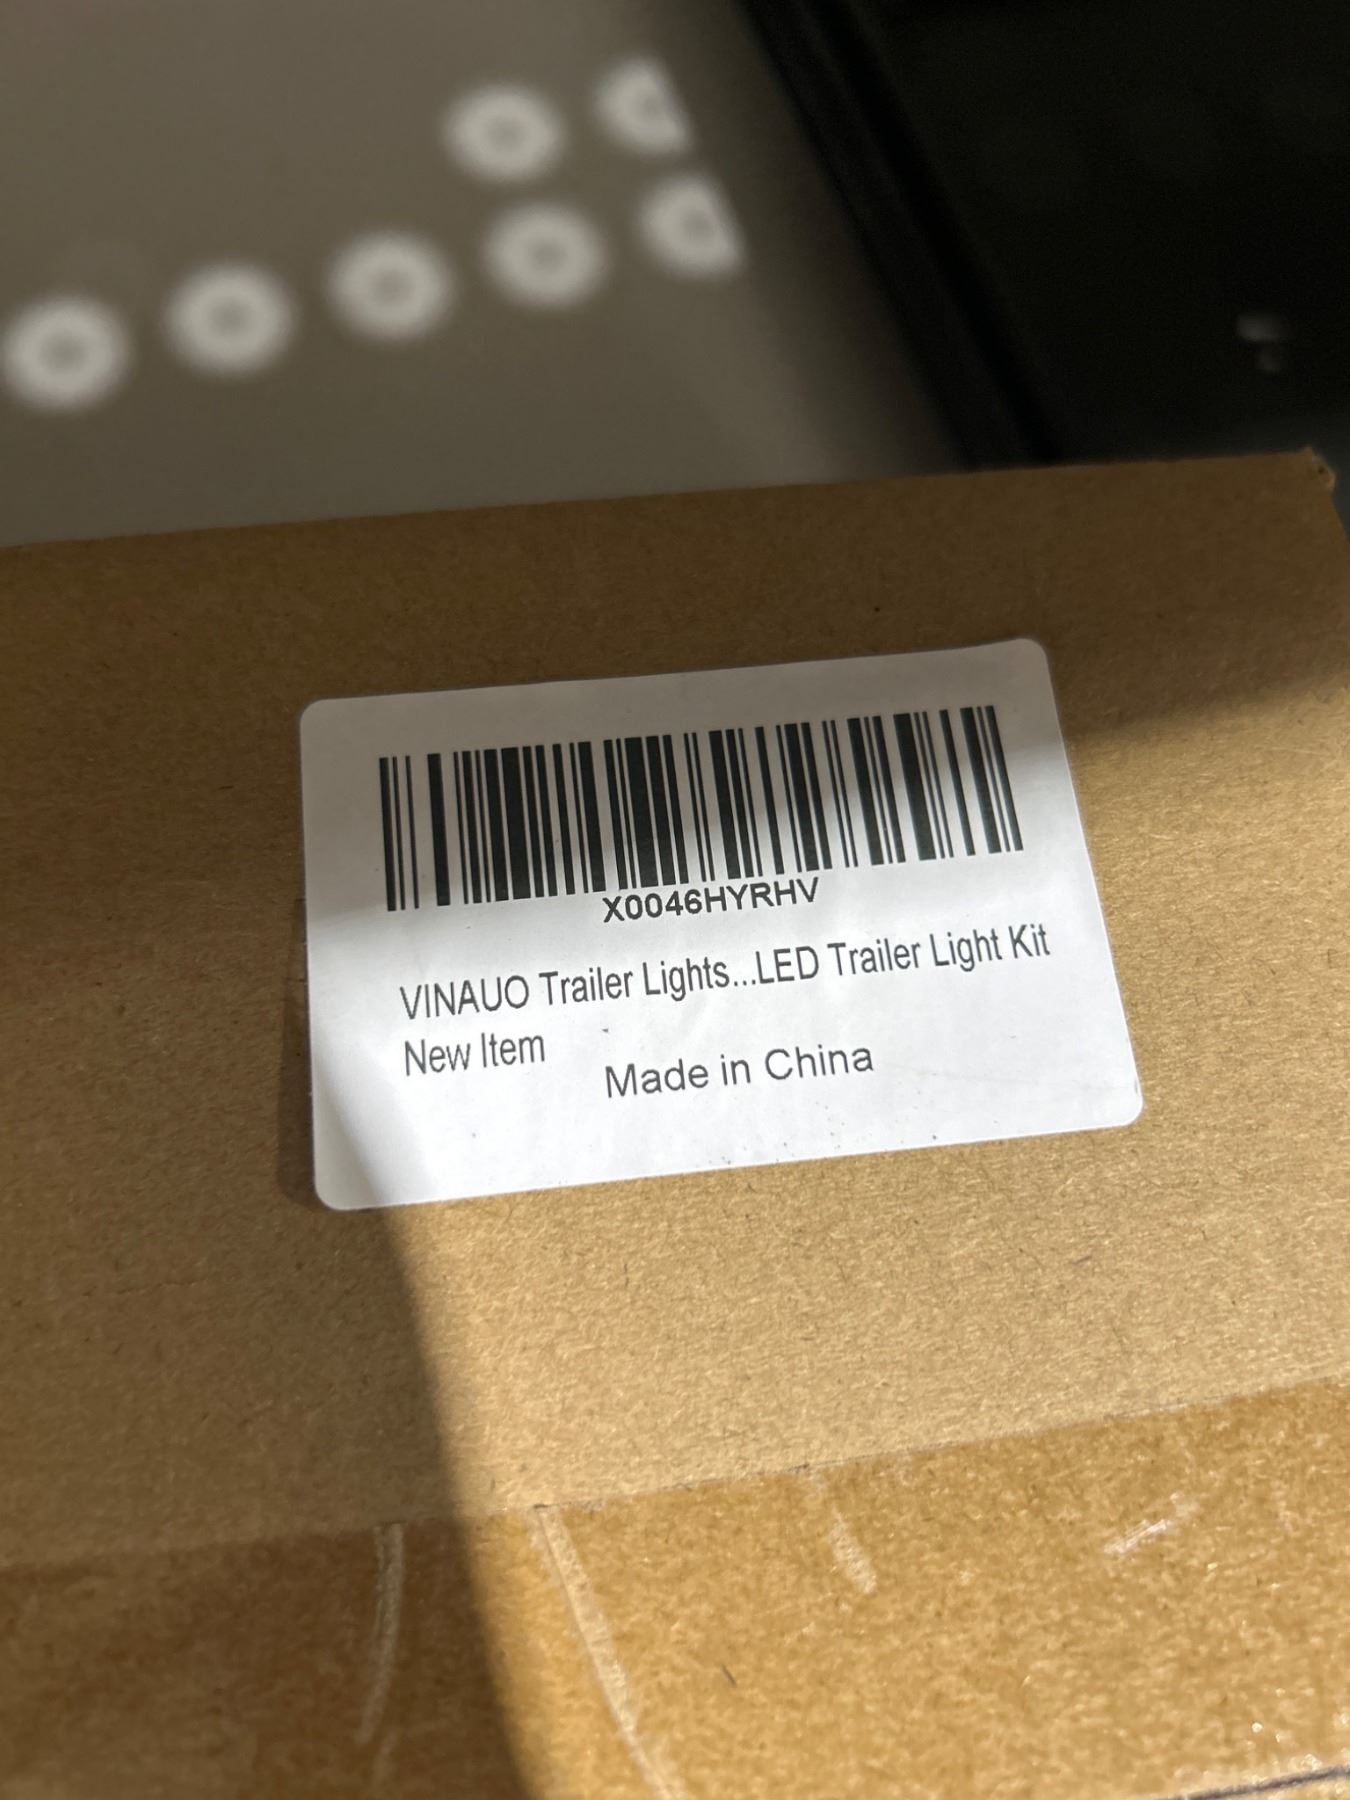 X0046HYRHV
VINAUO Trailer Lights...LED Trailer Light Kit
New Item
Made in China